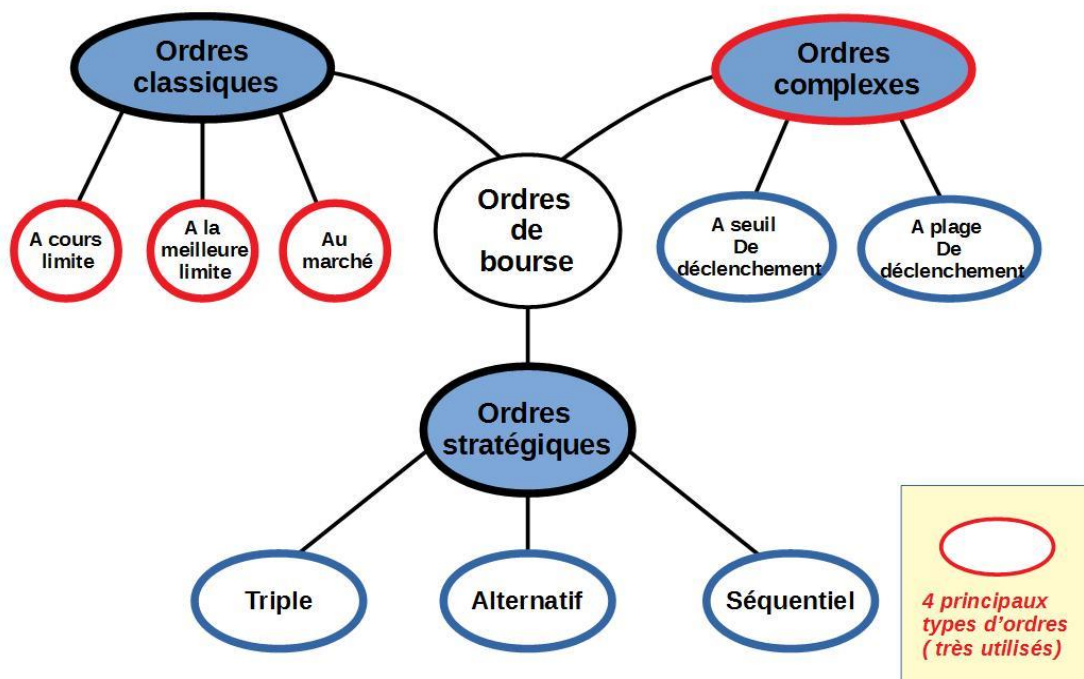 Ordres
classiques
Ordres
complexes
A cours
limite
A la
meilleure
limite
Au
marché
Ordres
de
bourse
A seuil
De
déclenchement
A plage
De
déclenchement
Ordres
stratégiques
Triple
Alternatif
Séquentiel
4 principaux
types d’ordres
( très utilisés)